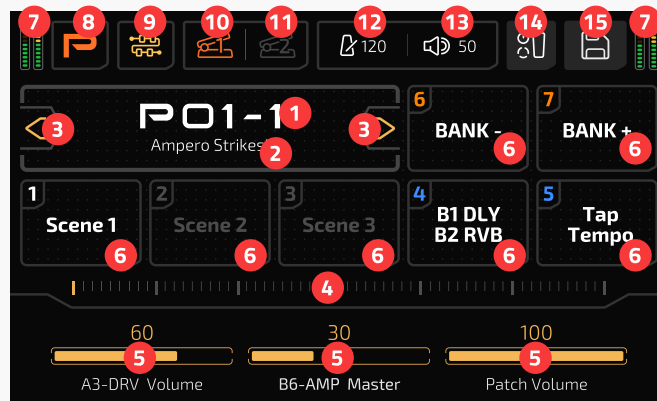 7 8 9 10 11 12 13 14 15 7
1 2 120 50
P01-1 1
Ampero Strikes 2
3 3
6 7
BANK - BANK +
6 6
1 2 3 4 5
Scene 1 Scene 2 Scene 3 B1 DLY Tap
B2 RVB Tempo
6 6 6 6 6
4
60 30 100
5 5 5
A3-DRV Volume B6-AMP Master Patch Volume